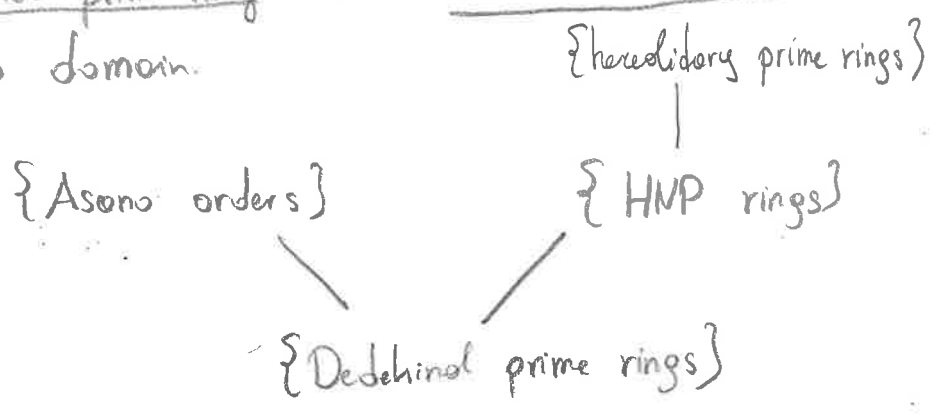 domain.
{hereditary prime rings}
{Asano orders}
{HNP rings}
{Dedekind prime rings}